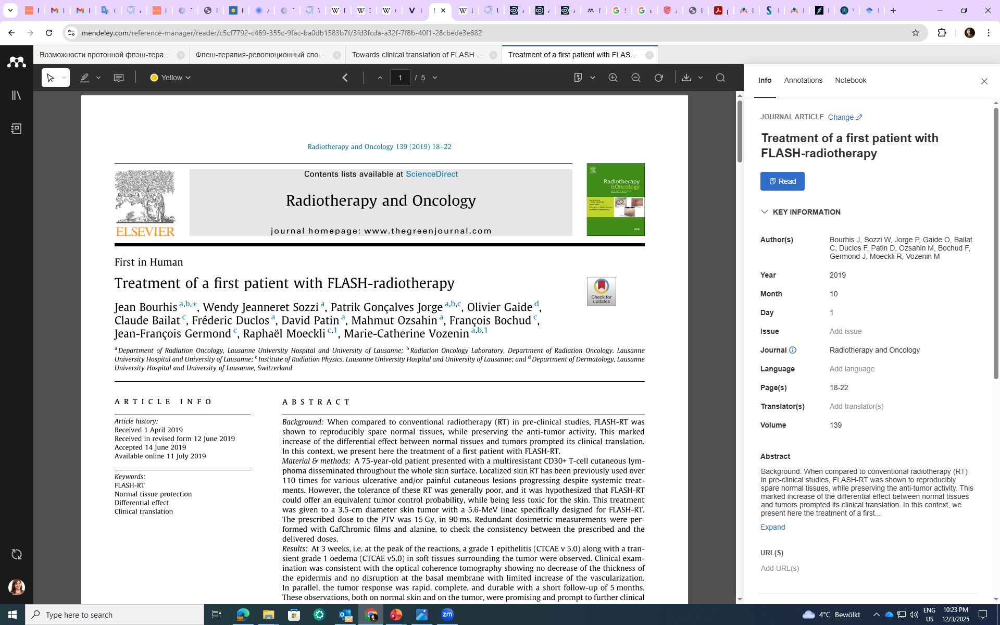 mendeley.com/reference-manager/reader/c5cf7792-c469-355c-9fac-ba0db1583b7f/3fd3fcda-a32f-7f8b-40f1-28cbede3e682
Возможности протонной флэш-тера...
Флеш-терапия-революционный спо...
Towards clinical translation of FLASH ...
Treatment of a first patient with FLAS...
Yellow
1 / 5
Radiotherapy and Oncology 139 (2019) 18–22
Contents lists available at ScienceDirect
Radiotherapy and Oncology
journal homepage: www.thegreenjournal.com
ELSEVIER
Radiotherapy
&Oncology
First in Human
Treatment of a first patient with FLASH-radiotherapy
Check for
updates
Jean Bourhis a,b,*, Wendy Jeanneret Sozzi a, Patrik Gonçalves Jorge a,b,c, Olivier Gaide d,
Claude Bailat c, Fréderic Duclos a, David Patin a, Mahmut Ozsahin a, François Bochud c,
Jean-François Germond c, Raphaël Moeckli c,1, Marie-Catherine Vozenin a,b,1
a Department of Radiation Oncology, Lausanne University Hospital and University of Lausanne; b Radiation Oncology Laboratory, Department of Radiation Oncology. Lausanne
University Hospital and University of Lausanne; c Institute of Radiation Physics, Lausanne University Hospital and University of Lausanne; and d Department of Dermatology, Lausanne
University Hospital and University of Lausanne, Switzerland
ARTICLE INFO
Article history:
Received 1 April 2019
Received in revised form 12 June 2019
Accepted 14 June 2019
Available online 11 July 2019
Keywords:
FLASH-RT
Normal tissue protection
Differential effect
Clinical translation
ABSTRACT
Background: When compared to conventional radiotherapy (RT) in pre-clinical studies, FLASH-RT was
shown to reproducibly spare normal tissues, while preserving the anti-tumor activity. This marked
increase of the differential effect between normal tissues and tumors prompted its clinical translation.
In this context, we present here the treatment of a first patient with FLASH-RT.
Material & methods: A 75-year-old patient presented with a multiresistant CD30+ T-cell cutaneous lym-
phoma disseminated throughout the whole skin surface. Localized skin RT has been previously used over
110 times for various ulcerative and/or painful cutaneous lesions progressing despite systemic treat-
ments. However, the tolerance of these RT was generally poor, and it was hypothesized that FLASH-RT
could offer an equivalent tumor control probability, while being less toxic for the skin. This treatment
was given to a 3.5-cm diameter skin tumor with a 5.6-MeV linac specifically designed for FLASH-RT.
The prescribed dose to the PTV was 15 Gy, in 90 ms. Redundant dosimetric measurements were per-
formed with GafChromic films and alanine, to check the consistency between the prescribed and the
delivered doses.
Results: At 3 weeks, i.e. at the peak of the reactions, a grade 1 epithelitis (CTCAE v 5.0) along with a tran-
sient grade 1 oedema (CTCAE v5.0) in soft tissues surrounding the tumor were observed. Clinical exam-
ination was consistent with the optical coherence tomography showing no decrease of the thickness of
the epidermis and no disruption at the basal membrane with limited increase of the vascularization.
In parallel, the tumor response was rapid, complete, and durable with a short follow-up of 5 months.
These observations, both on normal skin and on the tumor, were promising and prompt to further clinical
Info
Annotations
Notebook
JOURNAL ARTICLE Change
Treatment of a first patient with
FLASH-radiotherapy
Read
KEY INFORMATION
Author(s) Bourhis J, Sozzi W, Jorge P, Gaide O, Bailat
C, Duclos F, Patin D, Ozsahin M, Bochud F,
Germond J, Moeckli R, Vozenin M
Year 2019
Month 10
Day 1
Issue Add issue
Journal Radiotherapy and Oncology
Language Add language
Page(s) 18-22
Translator(s) Add translator(s)
Volume 139
Abstract
Background: When compared to conventional radiotherapy (RT)
in pre-clinical studies, FLASH-RT was shown to reproducibly
spare normal tissues, while preserving the anti-tumor activity. This
marked increase of the differential effect between normal tissues
and tumors prompted its clinical translation. In this context, we
present here the treatment of a first...
Expand
URL(S)
Add URL(s)
Type here to search
zm
4°C Bewölkt
ENG
US
10:23 PM
12/3/2025